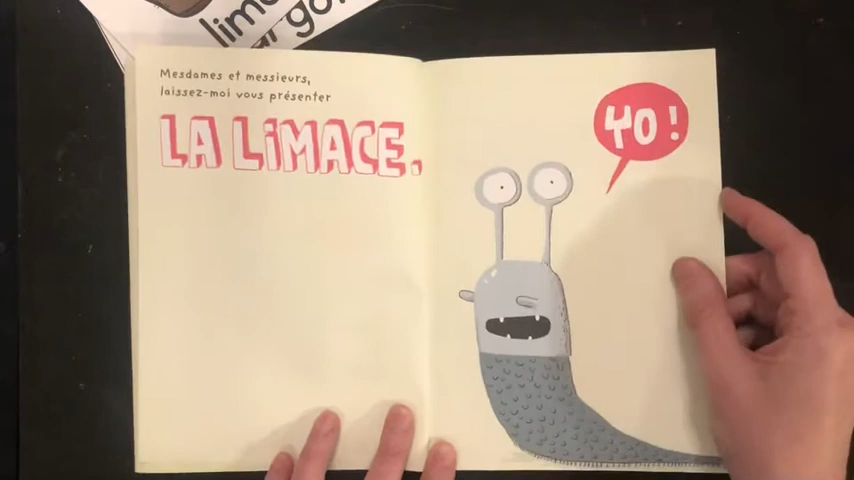 Mesdames et messieurs,
laissez-moi vous présenter
LA LiMACE.
YO!